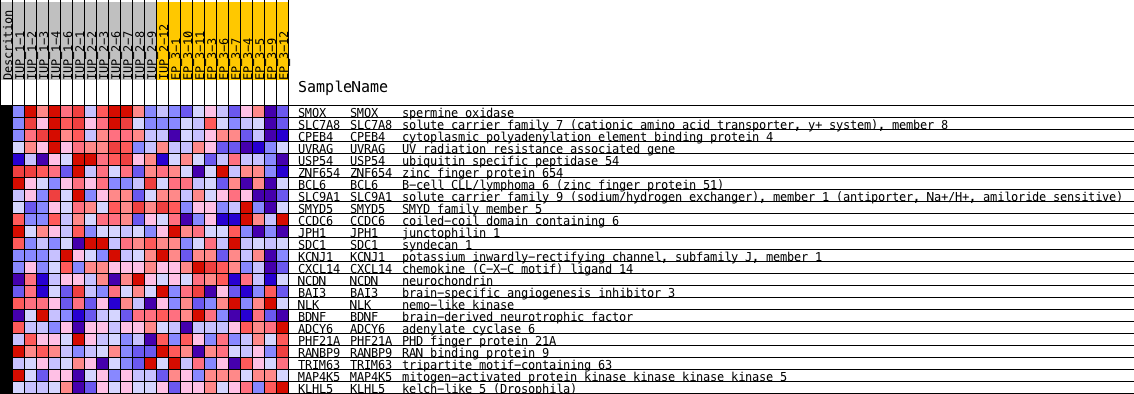 Descrition
IUP_1-1
IUP_1-2
IUP_1-3
IUP_1-4
IUP_1-6
IUP_2-1
IUP_2-2
IUP_2-3
IUP_2-6
IUP_2-7
IUP_2-8
IUP_2-9
IUP_2-12
EP_3-1
EP_3-10
EP_3-11
EP_3-3
EP_3-6
EP_3-7
EP_3-4
EP_3-5
EP_3-9
EP_3-12
SampleName
SMOX SMOX spermine oxidase
SLC7A8 SLC7A8 solute carrier family 7 (cationic amino acid transporter, y+ system), member 8
CPEB4 CPEB4 cytoplasmic polyadenylation element binding protein 4
UVRAG UVRAG UV radiation resistance associated gene
USP54 USP54 ubiquitin specific peptidase 54
ZNF654 ZNF654 zinc finger protein 654
BCL6 BCL6 B-cell CLL/lymphoma 6 (zinc finger protein 51)
SLC9A1 SLC9A1 solute carrier family 9 (sodium/hydrogen exchanger), member 1 (antiporter, Na+/H+, amiloride sensitive)
SMYD5 SMYD5 SMYD family member 5
CCDC6 CCDC6 coiled-coil domain containing 6
JPH1 JPH1 junctophilin 1
SDC1 SDC1 syndecan 1
KCNJ1 KCNJ1 potassium inwardly-rectifying channel, subfamily J, member 1
CXCL14 CXCL14 chemokine (C-X-C motif) ligand 14
NCDN NCDN neurochondrin
BAI3 BAI3 brain-specific angiogenesis inhibitor 3
NLK NLK nemo-like kinase
BDNF BDNF brain-derived neurotrophic factor
ADCY6 ADCY6 adenylate cyclase 6
PHF21A PHF21A PHD finger protein 21A
RANBP9 RANBP9 RAN binding protein 9
TRIM63 TRIM63 tripartite motif-containing 63
MAP4K5 MAP4K5 mitogen-activated protein kinase kinase kinase kinase 5
KLHL5 KLHL5 kelch-like 5 (Drosophila)